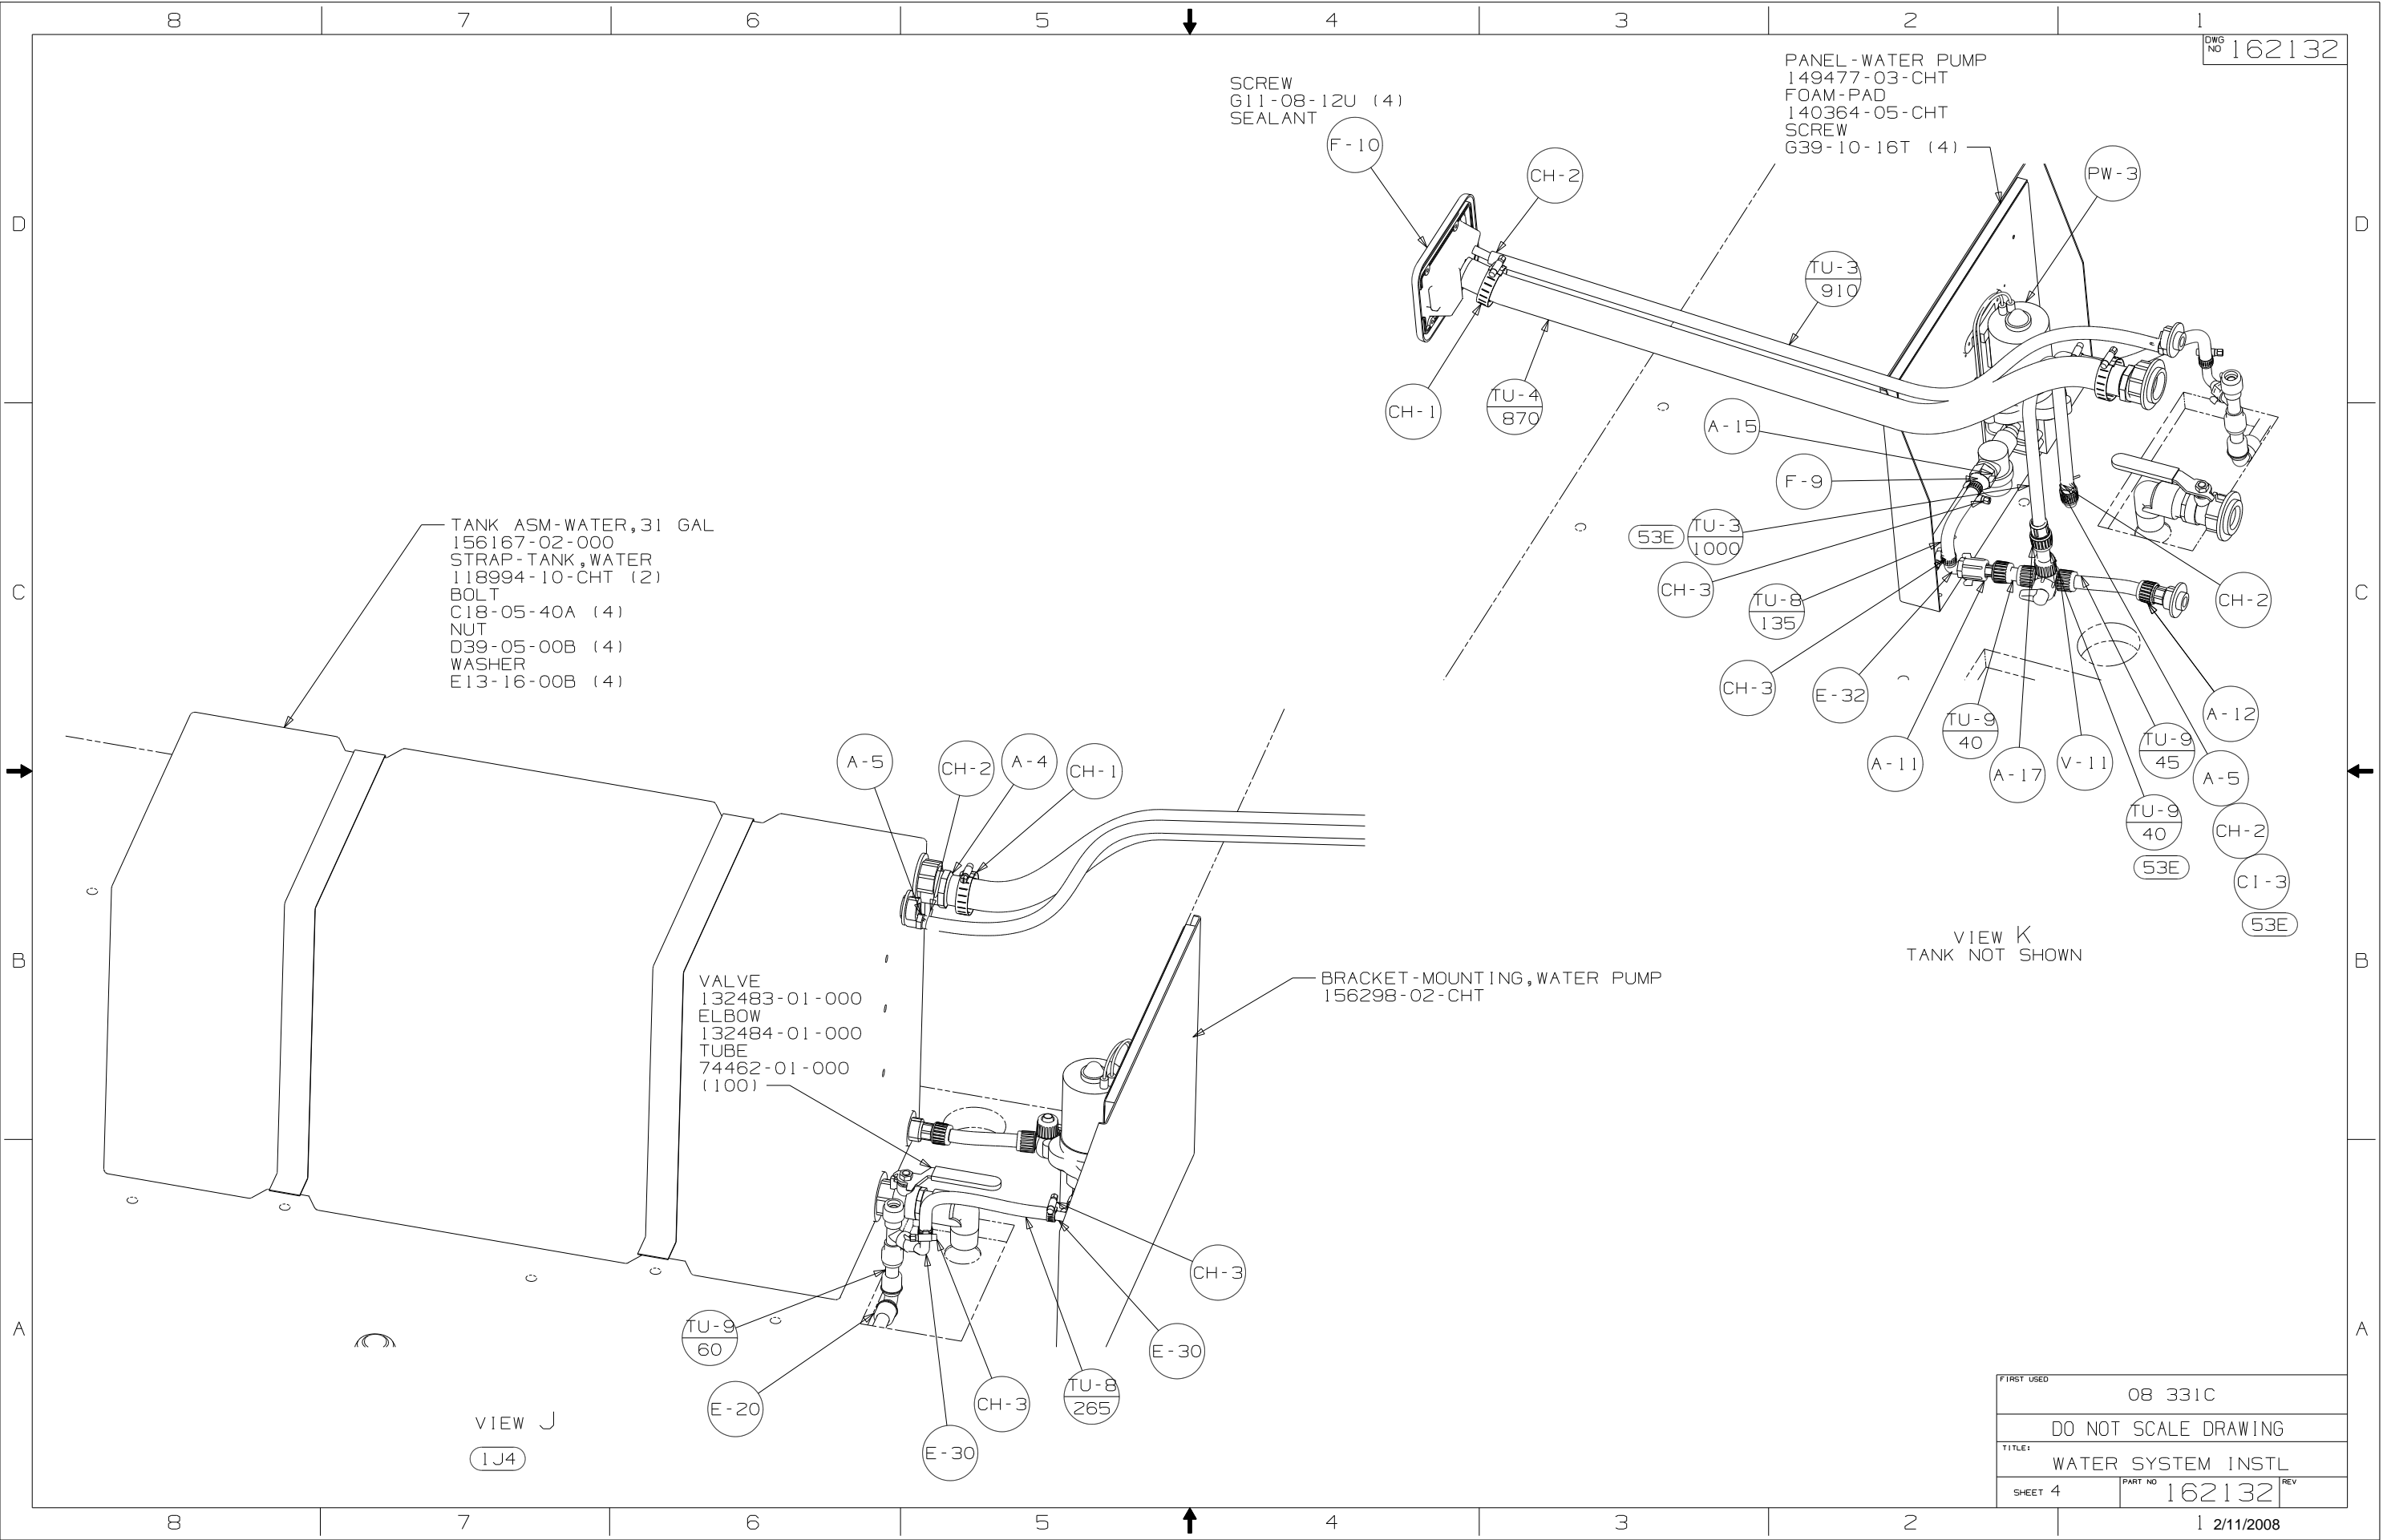 8 7 6 5 4 3 2 1
DWG NO 162132
SCREW
G11-08-12U (4)
SEALANT
F-10
CH-2
PANEL-WATER PUMP
149477-03-CHT
FOAM-PAD
140364-05-CHT
SCREW
G39-10-16T (4)
PW-3
D
D
TU-3
910
CH-1
TU-4
870
A-15
F-9
53E
TU-3
1000
CH-3
TU-8
135
CH-3
E-32
TU-9
40
A-11
A-17
V-11
TU-9
45
A-12
CH-2
A-5
TU-9
40
53E
CH-2
CI-3
53E
VIEW K
TANK NOT SHOWN
C
C
TANK ASM-WATER,31 GAL
156167-02-000
STRAP-TANK,WATER
118994-10-CHT (2)
BOLT
C18-05-40A (4)
NUT
D39-05-00B (4)
WASHER
E13-16-00B (4)
A-5
CH-2
A-4
CH-1
B
B
VALVE
132483-01-000
ELBOW
132484-01-000
TUBE
74462-01-000
(100)
BRACKET-MOUNTING,WATER PUMP
156298-02-CHT
CH-3
E-30
TU-8
265
CH-3
E-30
E-20
TU-9
60
A
A
VIEW J
1J4
FIRST USED
08 331C
DO NOT SCALE DRAWING
TITLE:
WATER SYSTEM INSTL
SHEET 4
PART NO 162132
REV
8 7 6 5 4 3 2 1
2/11/2008